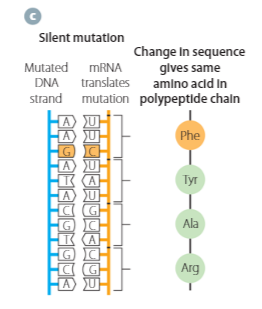 c
Silent mutation
Change in sequence
gives same
amino acid in
polypeptide chain
Mutated
DNA
strand
mRNA
translates
mutation
A U
A U
G C
A U
T A
A U
C G
G C
T A
G C
C G
A U
Phe
Tyr
Ala
Arg